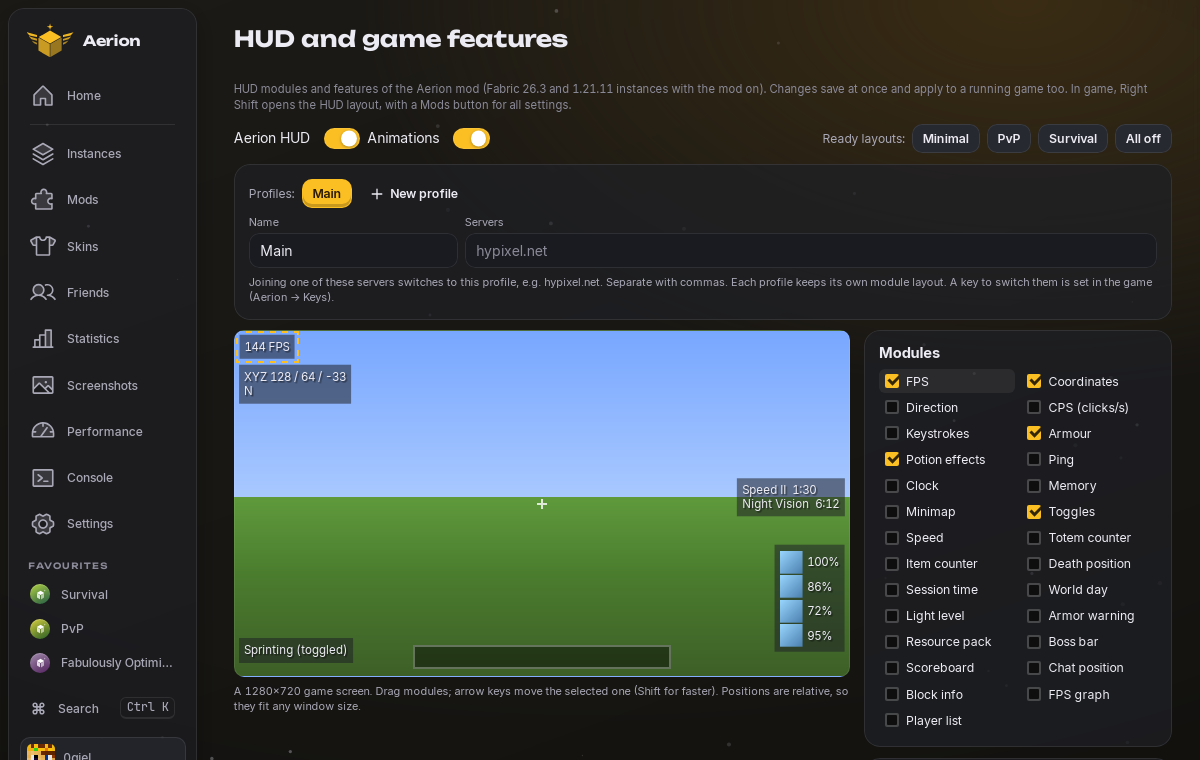 Aerion
Home
Instances
Mods
Skins
Friends
Statistics
Screenshots
Performance
Console
Settings
FAVOURITES
Survival
PvP
Fabulously Optimi...
Search Ctrl K
0giel
HUD and game features
HUD modules and features of the Aerion mod (Fabric 26.3 and 1.21.11 instances with the mod on). Changes save at once and apply to a running game too. In game, Right
Shift opens the HUD layout, with a Mods button for all settings.
Aerion HUD Animations Ready layouts: Minimal PvP Survival All off
Profiles: Main + New profile
Name Servers
Main hypixel.net
Joining one of these servers switches to this profile, e.g. hypixel.net. Separate with commas. Each profile keeps its own module layout. A key to switch them is set in the game
(Aerion → Keys).
144 FPS
XYZ 128 / 64 / -33
N
Speed II 1:30
Night Vision 6:12
100%
86%
72%
95%
Sprinting (toggled)
A 1280×720 game screen. Drag modules; arrow keys move the selected one (Shift for faster). Positions are relative, so
they fit any window size.
Modules
FPS Coordinates
Direction CPS (clicks/s)
Keystrokes Armour
Potion effects Ping
Clock Memory
Minimap Toggles
Speed Totem counter
Item counter Death position
Session time World day
Light level Armor warning
Resource pack Boss bar
Scoreboard Chat position
Block info FPS graph
Player list